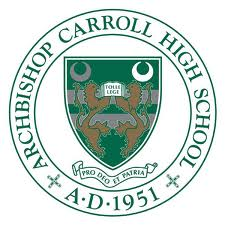 ARCHBISHOP CARROLL HIGH SCHOOL
TOLLE
LEGE
PRO DEO ET PATRIA
A·D·1951